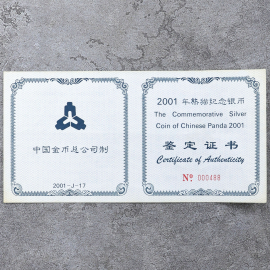 中国金币总公司制
2001-J-17
2001年熊猫纪念银币
The Commemorative Silver
Coin of Chinese Panda 2001
鉴定证书
Certificate of Authenticity
Nº 000488